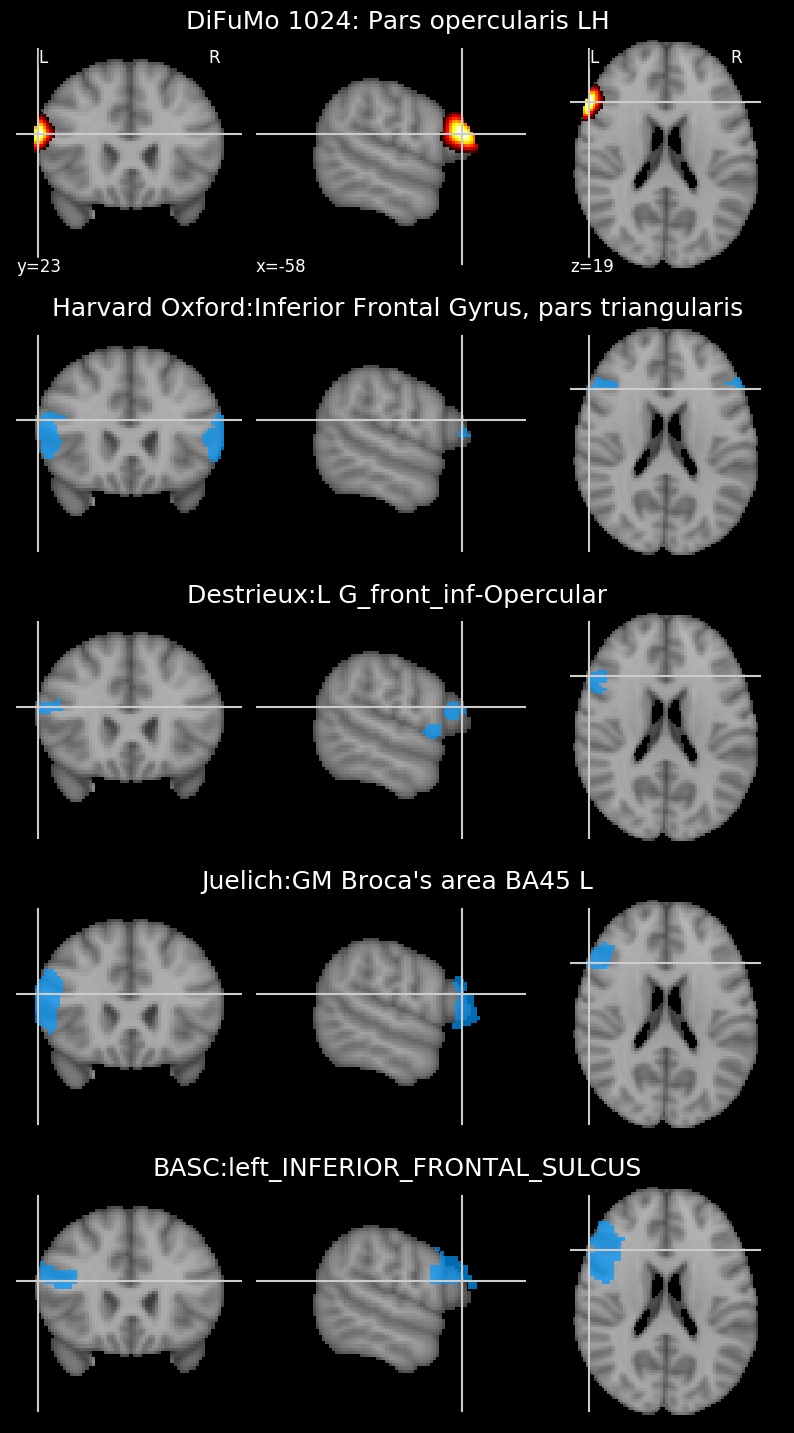 DiFuMo 1024: Pars opercularis LH
L R L R
y=23 x=-58 z=19
Harvard Oxford:Inferior Frontal Gyrus, pars triangularis
Destrieux:L G_front_inf-Opercular
Juelich:GM Broca's area BA45 L
BASC:left_INFERIOR_FRONTAL_SULCUS